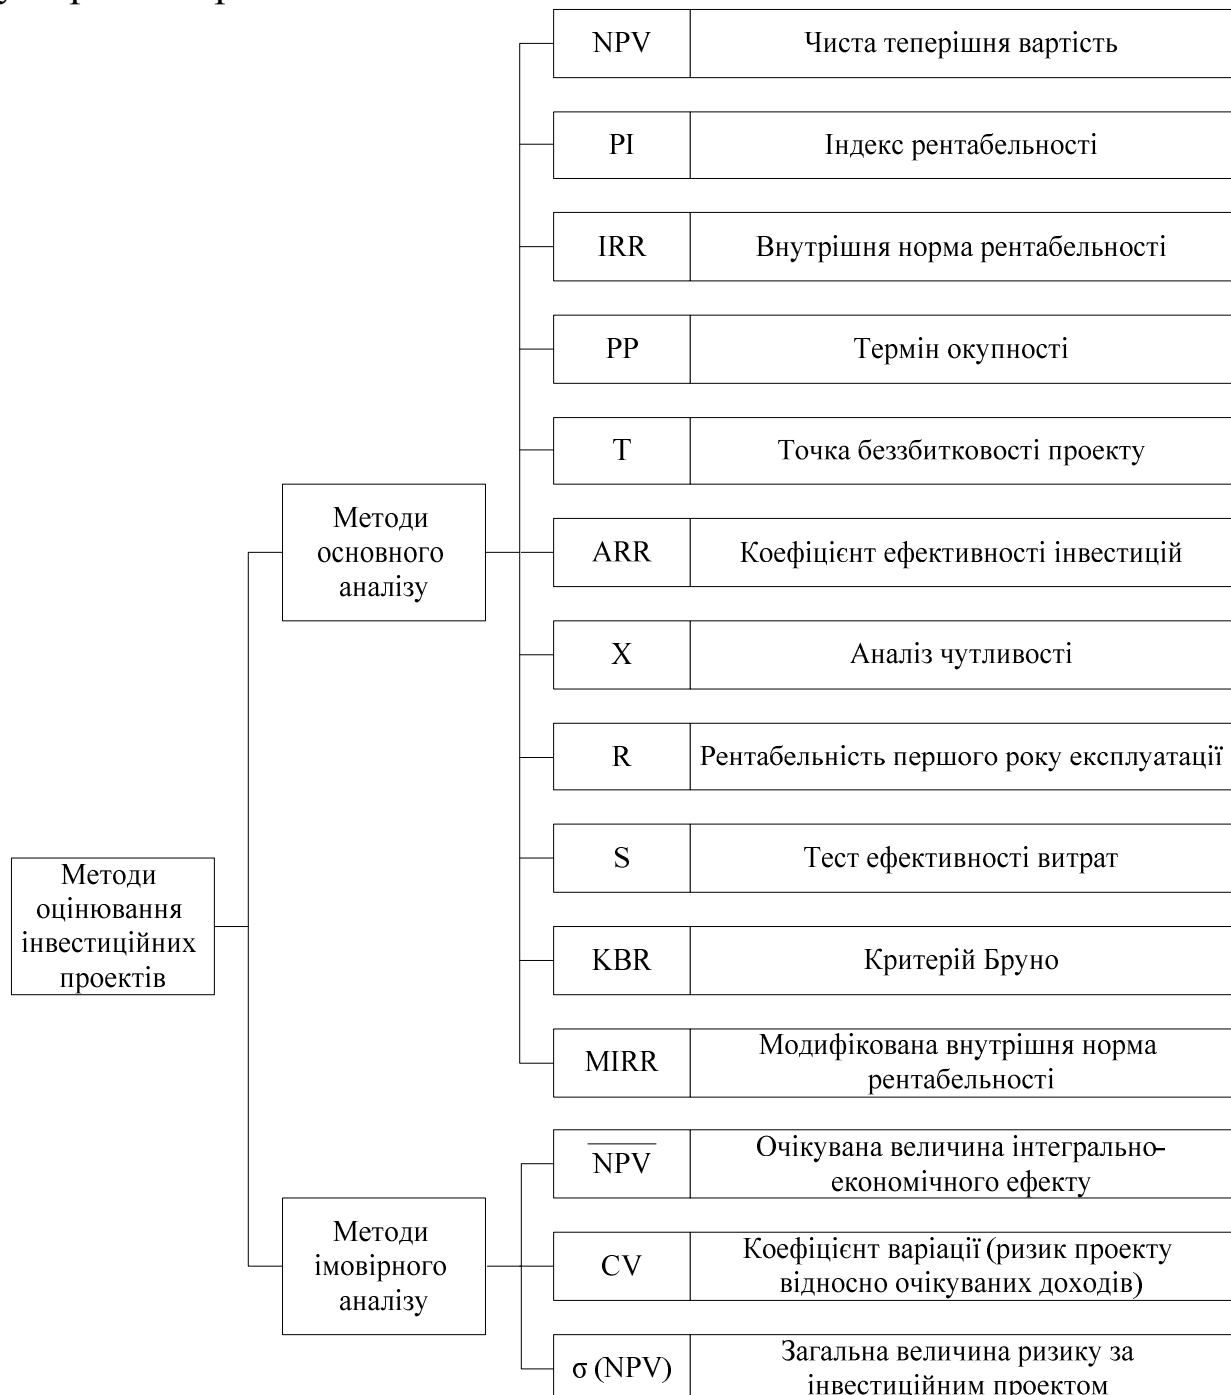 NPV
Чиста теперішня вартість
PI
Індекс рентабельності
IRR
Внутрішня норма рентабельності
PP
Термін окупності
T
Точка беззбитковості проекту
Методи
основного
аналізу
ARR
Коефіцієнт ефективності інвестицій
X
Аналіз чутливості
R
Рентабельність першого року експлуатації
S
Тест ефективності витрат
Методи
оцінювання
інвестиційних
проектів
KBR
Критерій Бруно
MIRR
Модифікована внутрішня норма
рентабельності
NPV
Очікувана величина інтегрально-
економічного ефекту
Методи
імовірного
аналізу
CV
Коефіцієнт варіації (ризик проекту
відносно очікуваних доходів)
σ (NPV)
Загальна величина ризику за
інвестиційним проектом